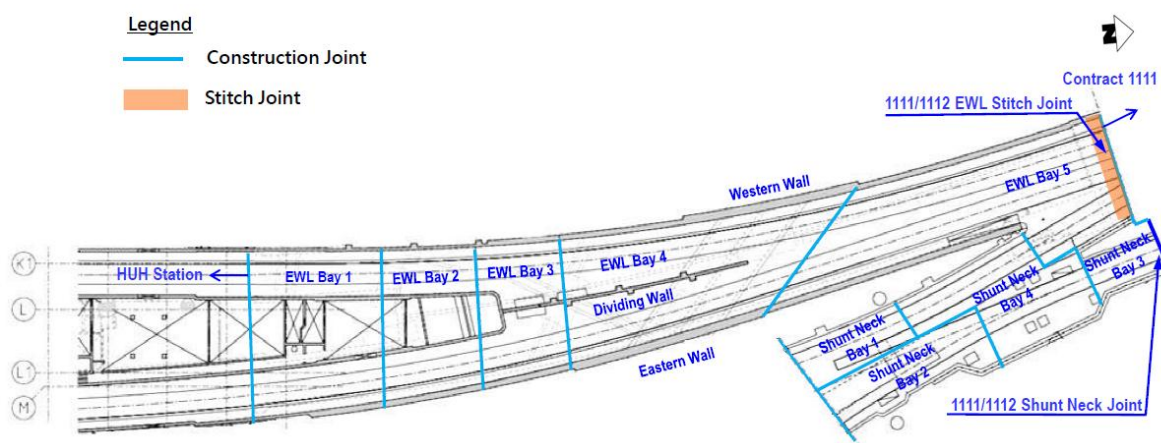 Legend
Construction Joint
Stitch Joint
N
Contract 1111
1111/1112 EWL Stitch Joint
Western Wall
EWL Bay 5
K1
HUH Station
EWL Bay 1
EWL Bay 2
EWL Bay 3
EWL Bay 4
L
Dividing Wall
Shunt Neck
Bay 3
Shunt Neck
Bay 4
Shunt Neck
Bay 1
Shunt Neck
Bay 2
Eastern Wall
L1
M
1111/1112 Shunt Neck Joint